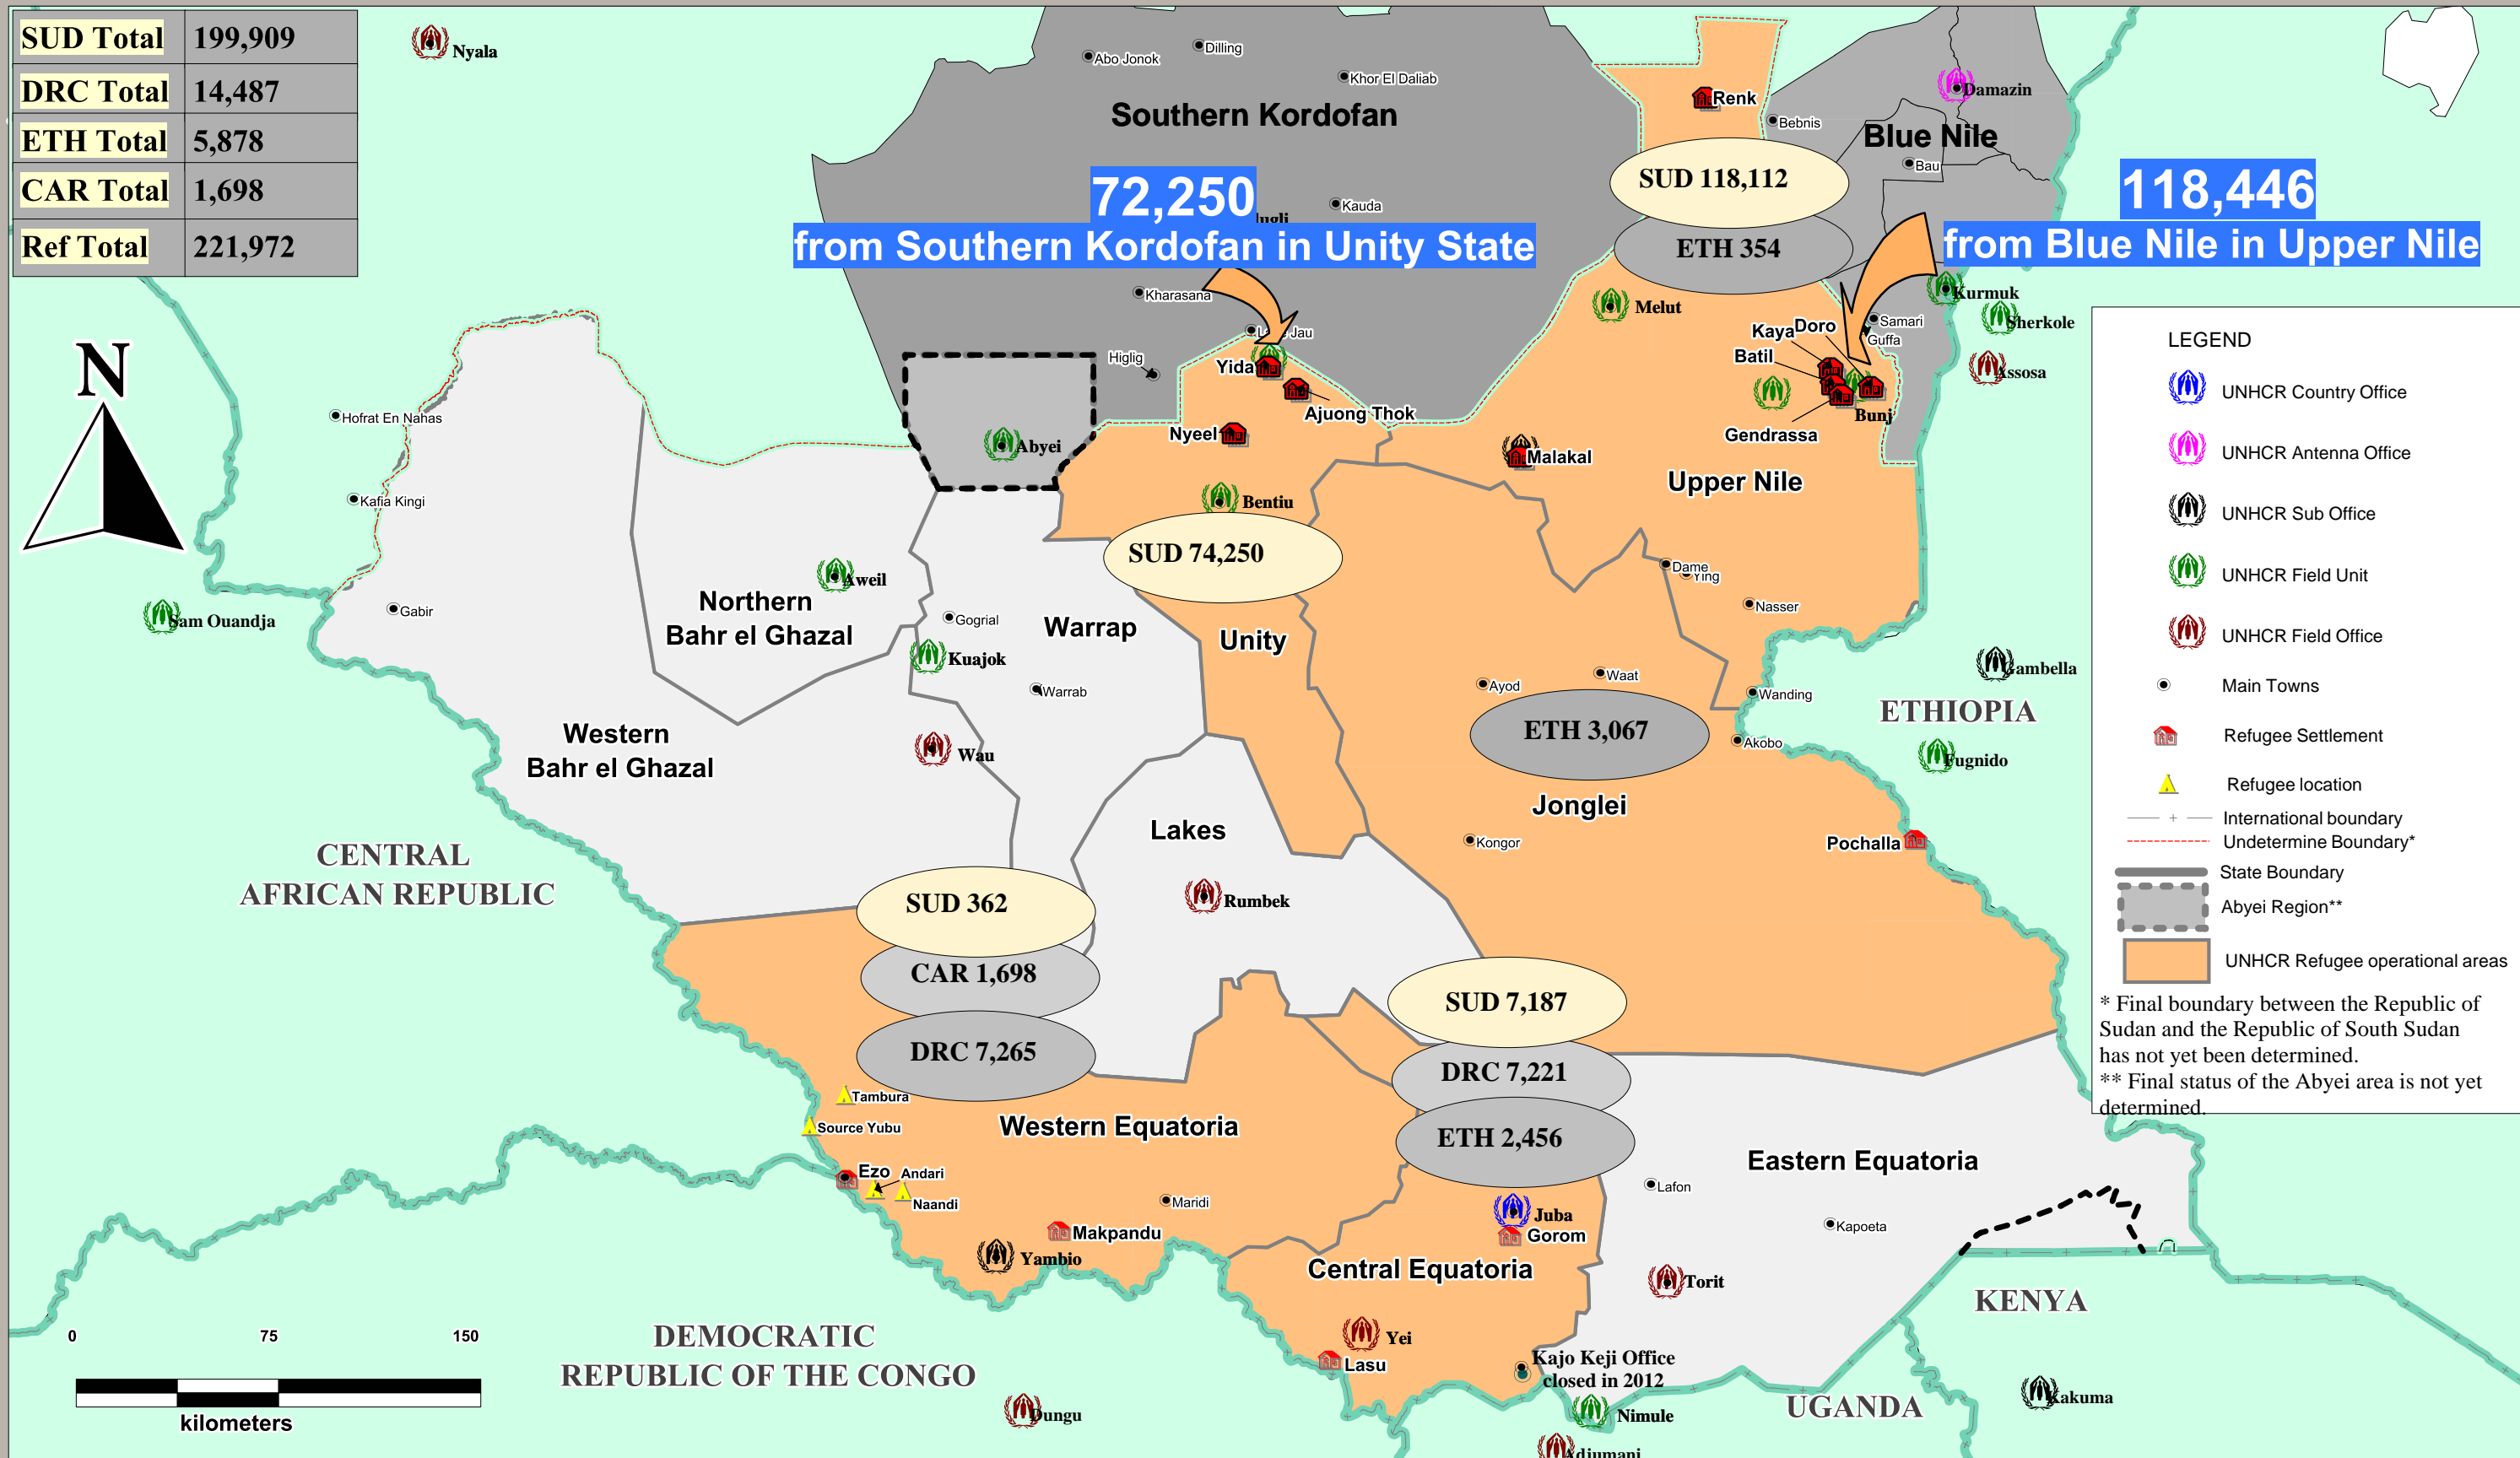 SUD Total 199,909
DRC Total 14,487
ETH Total 5,878
CAR Total 1,698
Ref Total 221,972
Nyala
Abo Jonok
Dilling
Khor El Daliab
Southern Kordofan
Renk
Bebnis
Damazin
Blue Nile
Bau
SUD 118,112
ETH 354
72,250
from Southern Kordofan in Unity State
Kauda
118,446
from Blue Nile in Upper Nile
Kharasana
Jau
Higlig
Yida
Ajuong Thok
Nyeel
Abyei
Bentiu
SUD 74,250
Melut
Kurmuk
Sherkole
Assosa
Samari
Guffa
Kaya
Doro
Batil
Bunj
Gendrassa
Malakal
Upper Nile
N
Hofrat En Nahas
Kafia Kingi
Gabir
Sam Ouandja
Aweil
Northern
Bahr el Ghazal
Gogrial
Kuajok
Warrap
Warrab
Unity
Western
Bahr el Ghazal
Wau
Dame
Ying
Nasser
Waat
Ayod
Wanding
Akobo
ETH 3,067
Jonglei
Kongor
Pochalla
Gambella
ETHIOPIA
Fugnido
Lakes
Rumbek
CENTRAL
AFRICAN REPUBLIC
SUD 362
CAR 1,698
DRC 7,265
SUD 7,187
DRC 7,221
ETH 2,456
Tambura
Source Yubu
Ezo
Andari
Naandi
Western Equatoria
Maridi
Makpandu
Yambio
Juba
Gorom
Central Equatoria
Yei
Lasu
Kajo Keji Office
closed in 2012
Nimule
Adjumani
Eastern Equatoria
Lafon
Kapoeta
Torit
KENYA
UGANDA
Kakuma
DEMOCRATIC
REPUBLIC OF THE CONGO
Dungu
0 75 150
kilometers
LEGEND
UNHCR Country Office
UNHCR Antenna Office
UNHCR Sub Office
UNHCR Field Unit
UNHCR Field Office
Main Towns
Refugee Settlement
Refugee location
International boundary
Undetermine Boundary*
State Boundary
Abyei Region**
UNHCR Refugee operational areas
* Final boundary between the Republic of
Sudan and the Republic of South Sudan
has not yet been determined.
** Final status of the Abyei area is not yet
determined.